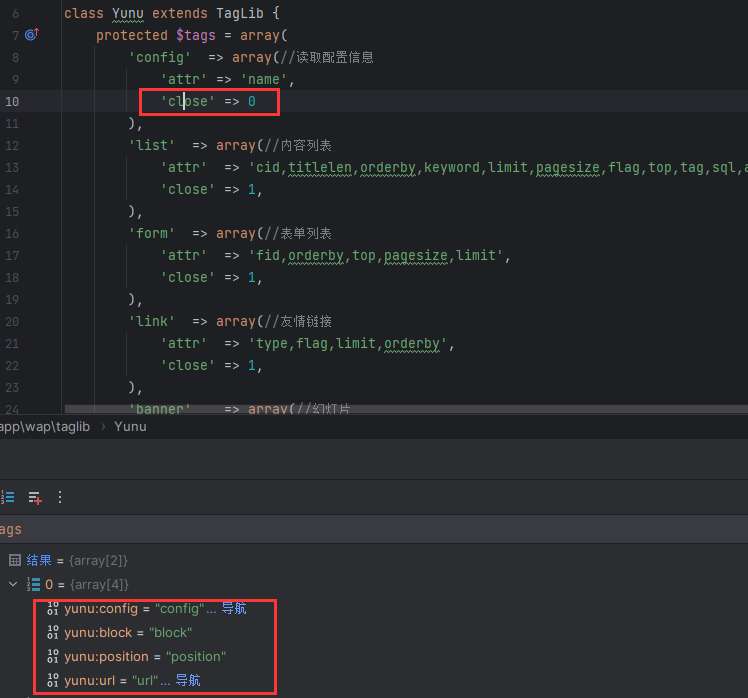 6 class Yunu extends TagLib {
7 protected $tags = array(
8 'config' => array(//读取配置信息
9 'attr' => 'name',
10 'close' => 0
11 ),
12 'list' => array(//内容列表
13 'attr' => 'cid,titlelen,orderby,keyword,limit,pagesize,flag,top,tag,sql,a
14 'close' => 1,
15 ),
16 'form' => array(//表单列表
17 'attr' => 'fid,orderby,top,pagesize,limit',
18 'close' => 1,
19 ),
20 'link' => array(//友情链接
21 'attr' => 'type,flag,limit,orderby',
22 'close' => 1,
23 ),
24 'banner' => array(//幻灯片
app\wap\taglib › Yunu
ags
结果 = {array[2]}
0 = {array[4]}
yunu:config = "config"... 导航
yunu:block = "block"
yunu:position = "position"
yunu:url = "url"... 导航